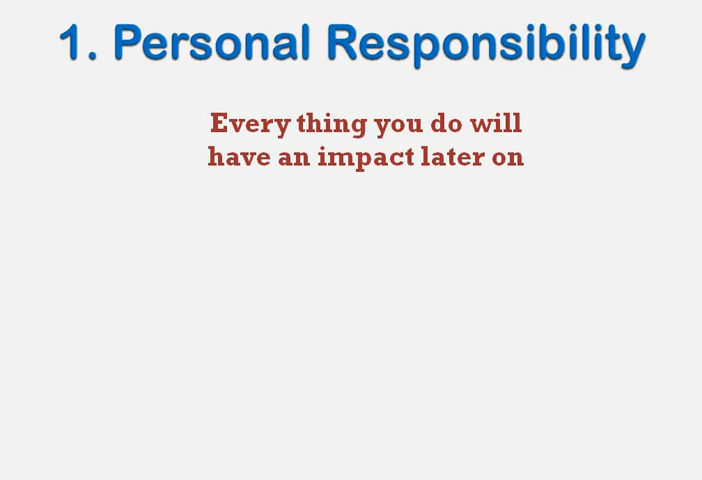 1. Personal Responsibility
Every thing you do will
have an impact later on